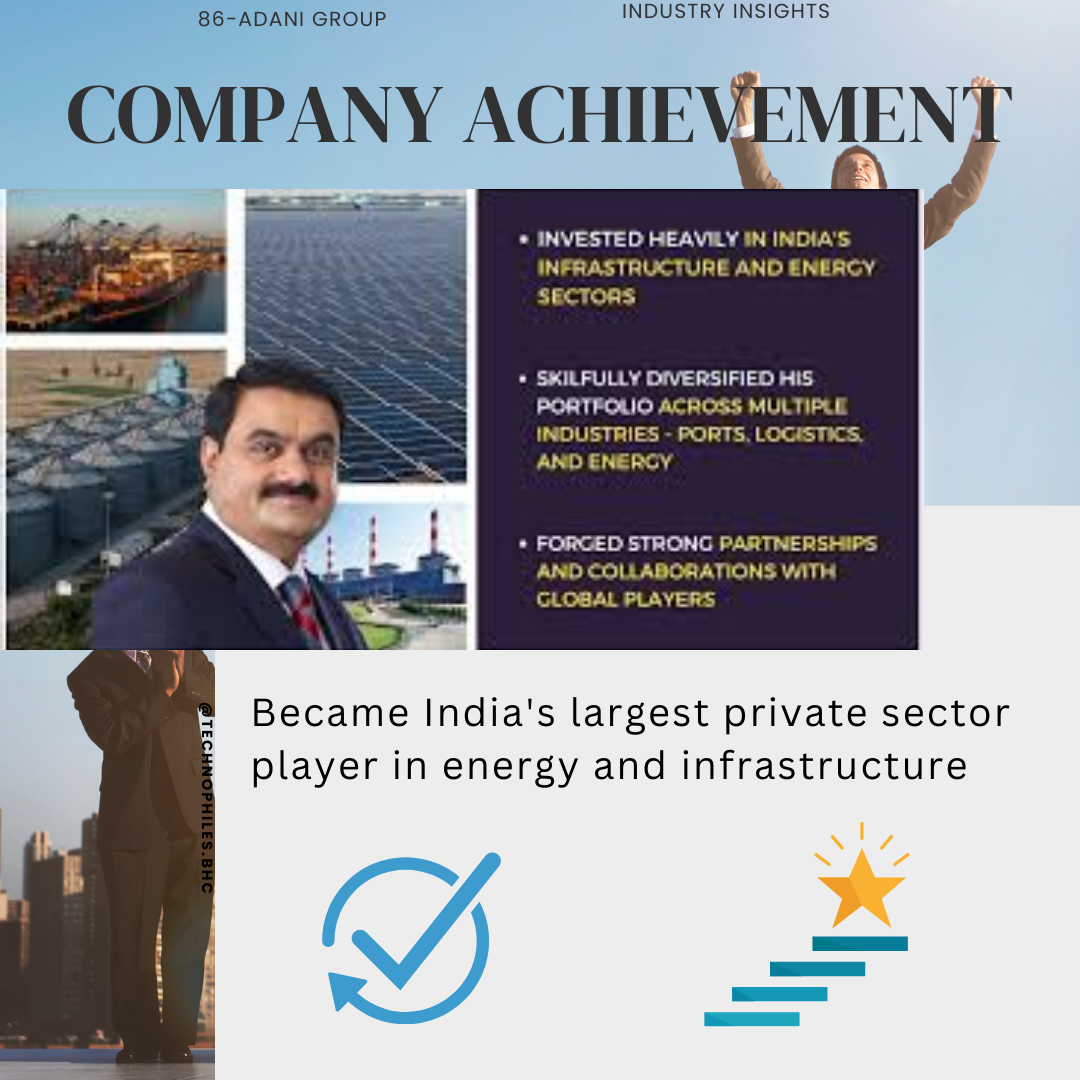 86-ADANI GROUP
INDUSTRY INSIGHTS
COMPANY ACHIEVEMENT
• INVESTED HEAVILY IN INDIA'S
INFRASTRUCTURE AND ENERGY
SECTORS
• SKILFULLY DIVERSIFIED HIS
PORTFOLIO ACROSS MULTIPLE
INDUSTRIES - PORTS, LOGISTICS,
AND ENERGY
• FORGED STRONG PARTNERSHIPS
AND COLLABORATIONS WITH
GLOBAL PLAYERS
@TECHNOPHILES.BHC
Became India's largest private sector
player in energy and infrastructure